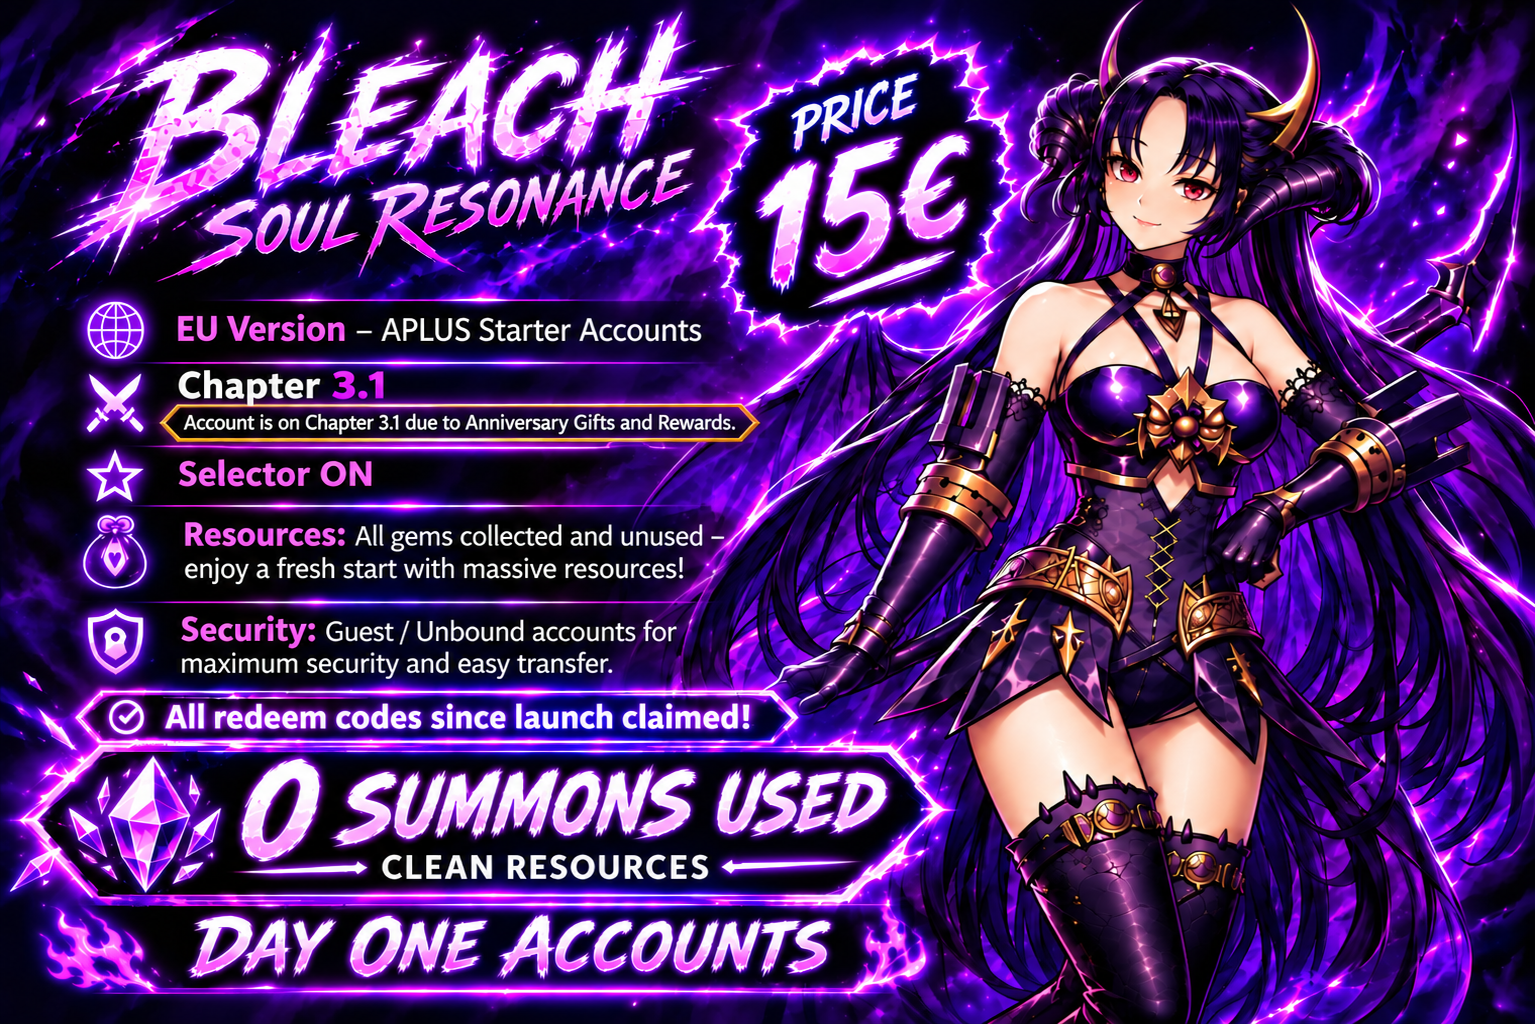 BLEACH
SOUL RESONANCE
PRICE
15€
EU Version – APLUS Starter Accounts
Chapter 3.1
Account is on Chapter 3.1 due to Anniversary Gifts and Rewards.
Selector ON
Resources: All gems collected and unused –
enjoy a fresh start with massive resources!
Security: Guest / Unbound accounts for
maximum security and easy transfer.
All redeem codes since launch claimed!
0 SUMMONS USED
CLEAN RESOURCES
DAY ONE ACCOUNTS